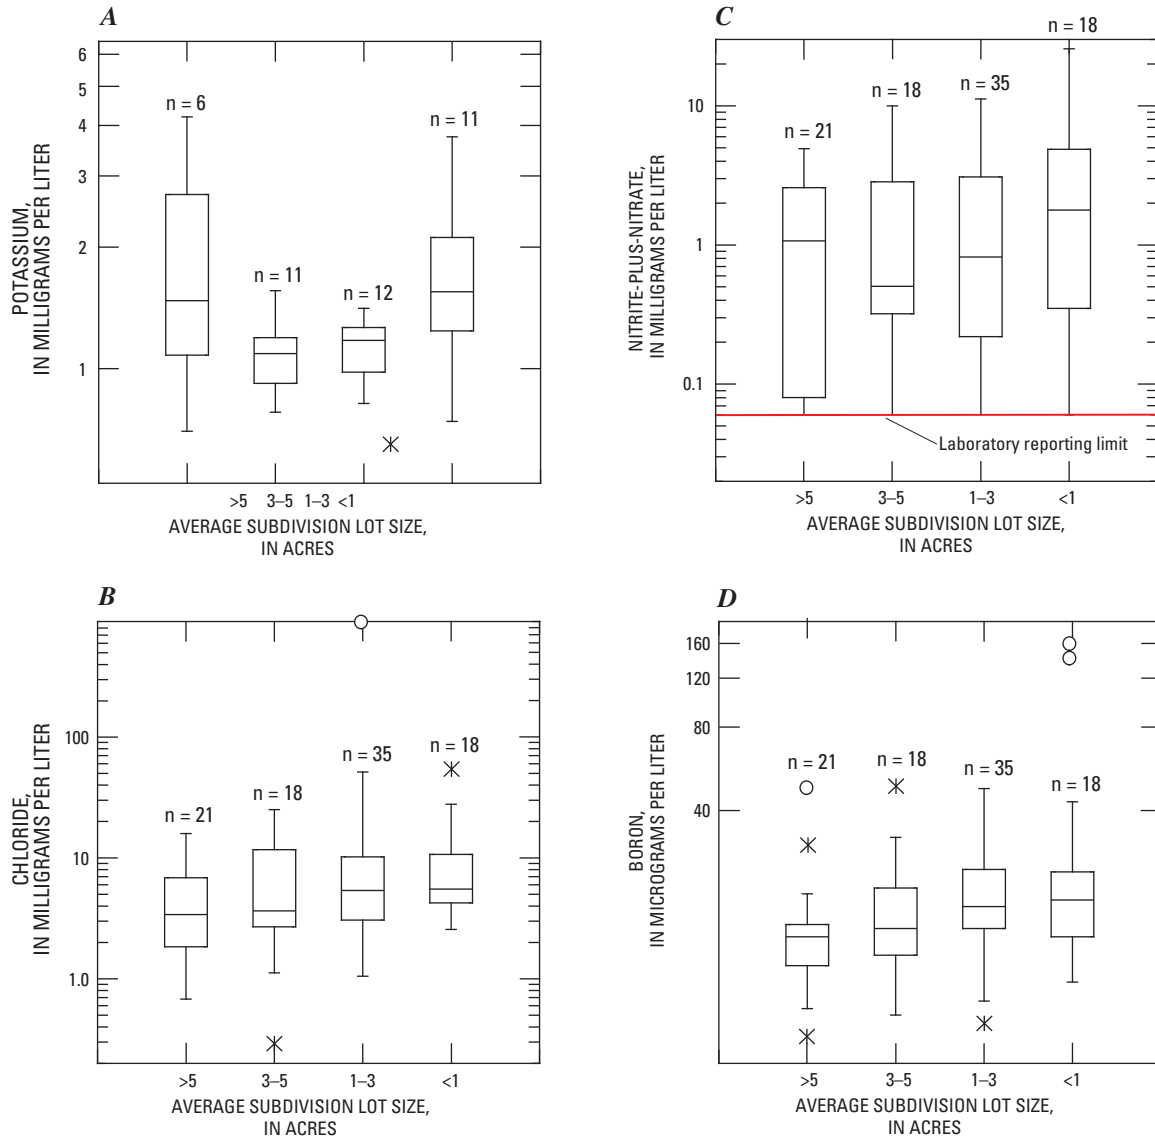 A
6
5
4
3
2
1
n = 6
n = 11
n = 12
n = 11
POTASSIUM,
IN MILLIGRAMS PER LITER
>5 3–5 1–3 <1
AVERAGE SUBDIVISION LOT SIZE,
IN ACRES
C
10
1
0.1
n = 21
n = 18
n = 35
n = 18
NITRITE-PLUS-NITRATE,
IN MILLIGRAMS PER LITER
Laboratory reporting limit
>5 3–5 1–3 <1
AVERAGE SUBDIVISION LOT SIZE,
IN ACRES
B
100
10
1.0
n = 21
n = 18
n = 35
n = 18
CHLORIDE,
IN MILLIGRAMS PER LITER
>5 3–5 1–3 <1
AVERAGE SUBDIVISION LOT SIZE,
IN ACRES
D
160
120
80
40
n = 21
n = 18
n = 35
n = 18
BORON,
IN MICROGRAMS PER LITER
>5 3–5 1–3 <1
AVERAGE SUBDIVISION LOT SIZE,
IN ACRES